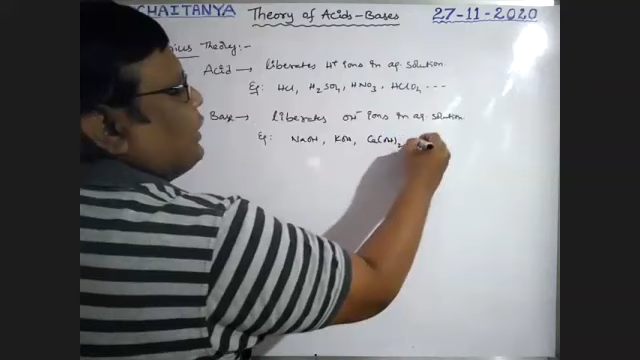 CHAITANYA Theory of Acids-Bases 27-11-2020
Theory:-
Acid → liberates H⁺ ions in aq. solution.
Eg: HCl, H₂SO₄, HNO₃, HClO₄ ---
Base → liberates OH⁻ ions in aq. solution
Eg: NaOH, KOH, Ca(OH)₂,